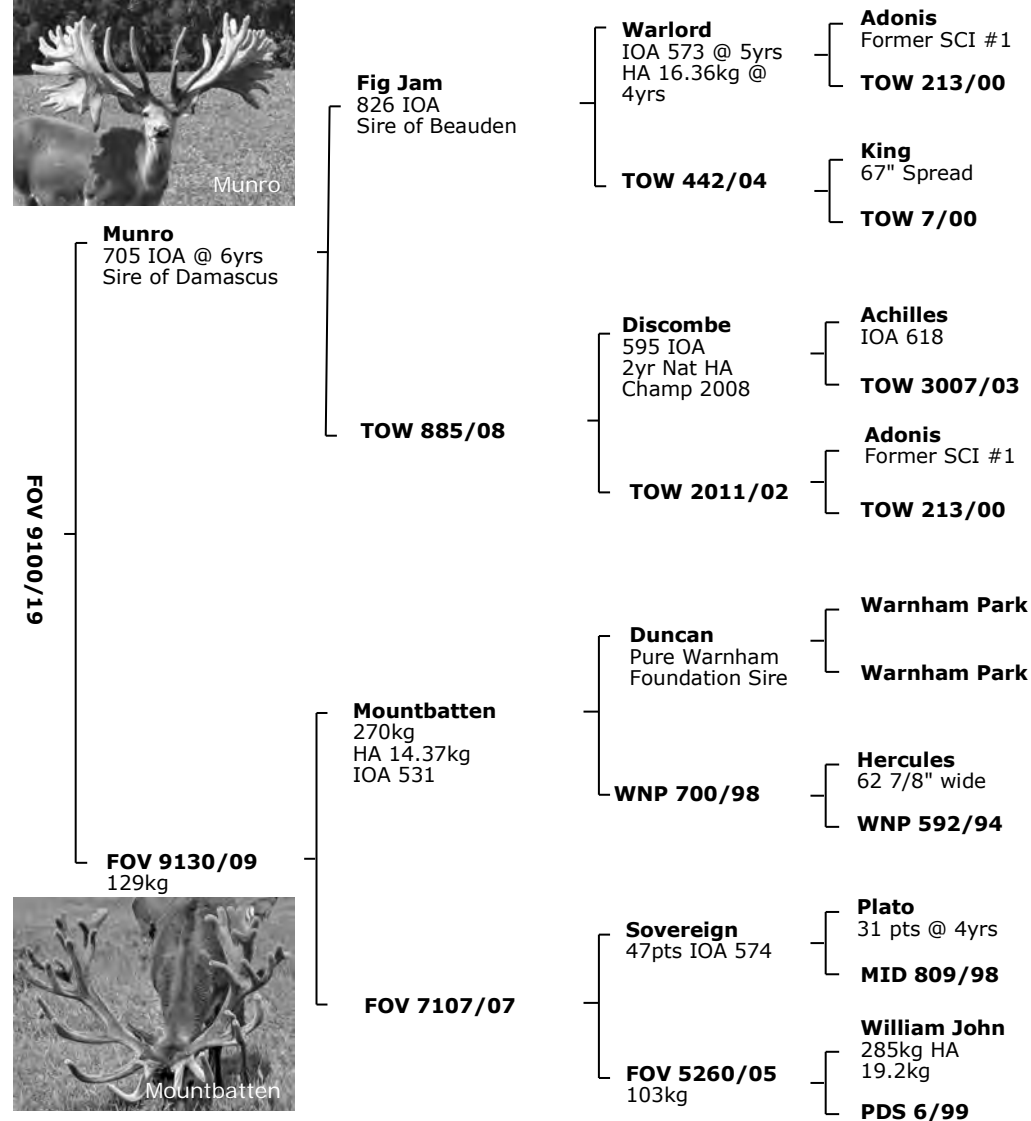 Munro
FOV 9100/19
Munro
705 IOA @ 6yrs
Sire of Damascus
FOV 9130/09
129kg
Mountbatten
Fig Jam
826 IOA
Sire of Beauden
TOW 885/08
Mountbatten
270kg
HA 14.37kg
IOA 531
FOV 7107/07
Warlord
IOA 573 @ 5yrs
HA 16.36kg @
4yrs
TOW 442/04
Discombe
595 IOA
2yr Nat HA
Champ 2008
TOW 2011/02
Duncan
Pure Warnham
Foundation Sire
WNP 700/98
Sovereign
47pts IOA 574
FOV 5260/05
103kg
Adonis
Former SCI #1
TOW 213/00
King
67" Spread
TOW 7/00
Achilles
IOA 618
TOW 3007/03
Adonis
Former SCI #1
TOW 213/00
Warnham Park
Warnham Park
Hercules
62 7/8" wide
WNP 592/94
Plato
31 pts @ 4yrs
MID 809/98
William John
285kg HA
19.2kg
PDS 6/99